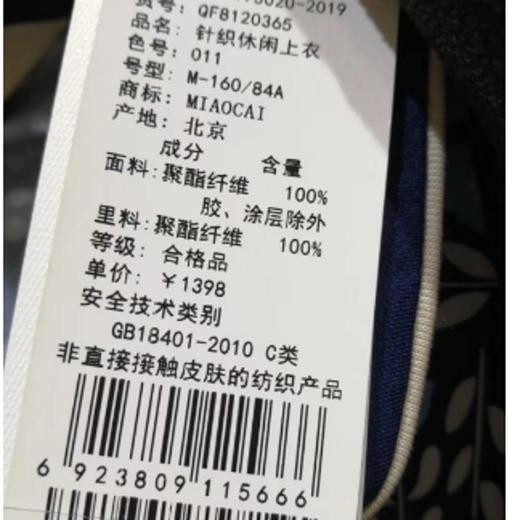 73020-2019
货号: QF8120365
品名: 针织休闲上衣
色号: 011
号型: M-160/84A
商标: MIAOCAI
产地: 北京
成分 含量
面料: 聚酯纤维 100%
胶、涂层除外
里料: 聚酯纤维 100%
等级: 合格品
单价: ¥1398
安全技术类别
GB18401-2010 C类
非直接接触皮肤的纺织产品
6 923809 115666